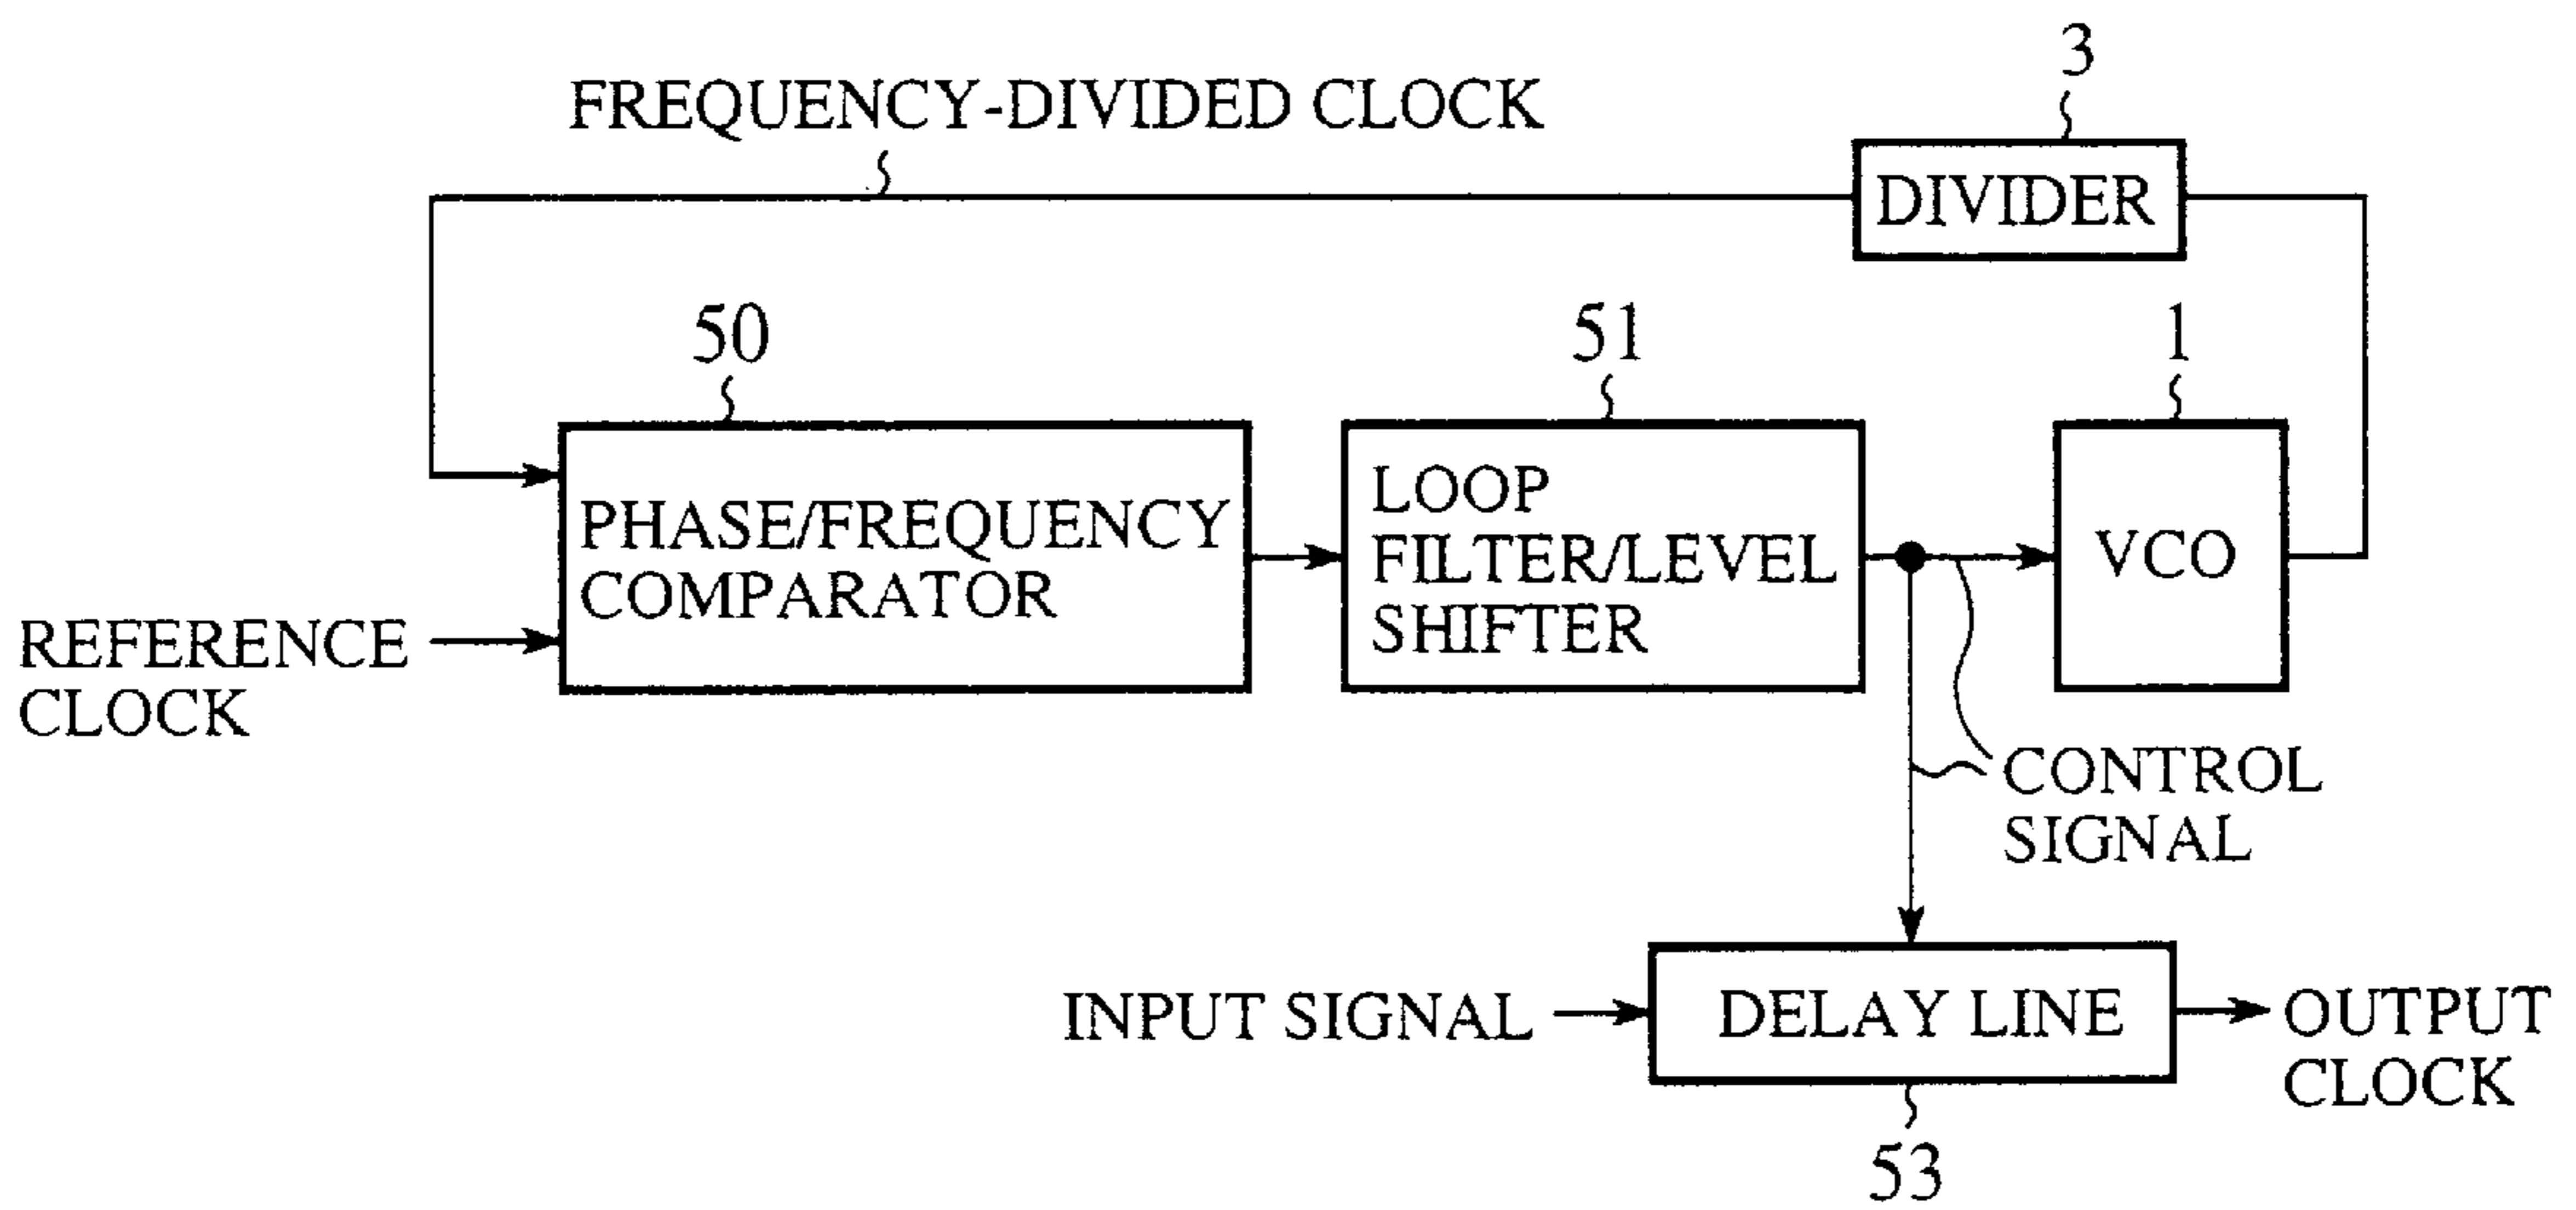 3
FREQUENCY-DIVIDED CLOCK
DIVIDER
50
51
1
PHASE/FREQUENCY
COMPARATOR
LOOP
FILTER/LEVEL
SHIFTER
VCO
REFERENCE
CLOCK
CONTROL
SIGNAL
INPUT SIGNAL
DELAY LINE
OUTPUT
CLOCK
53